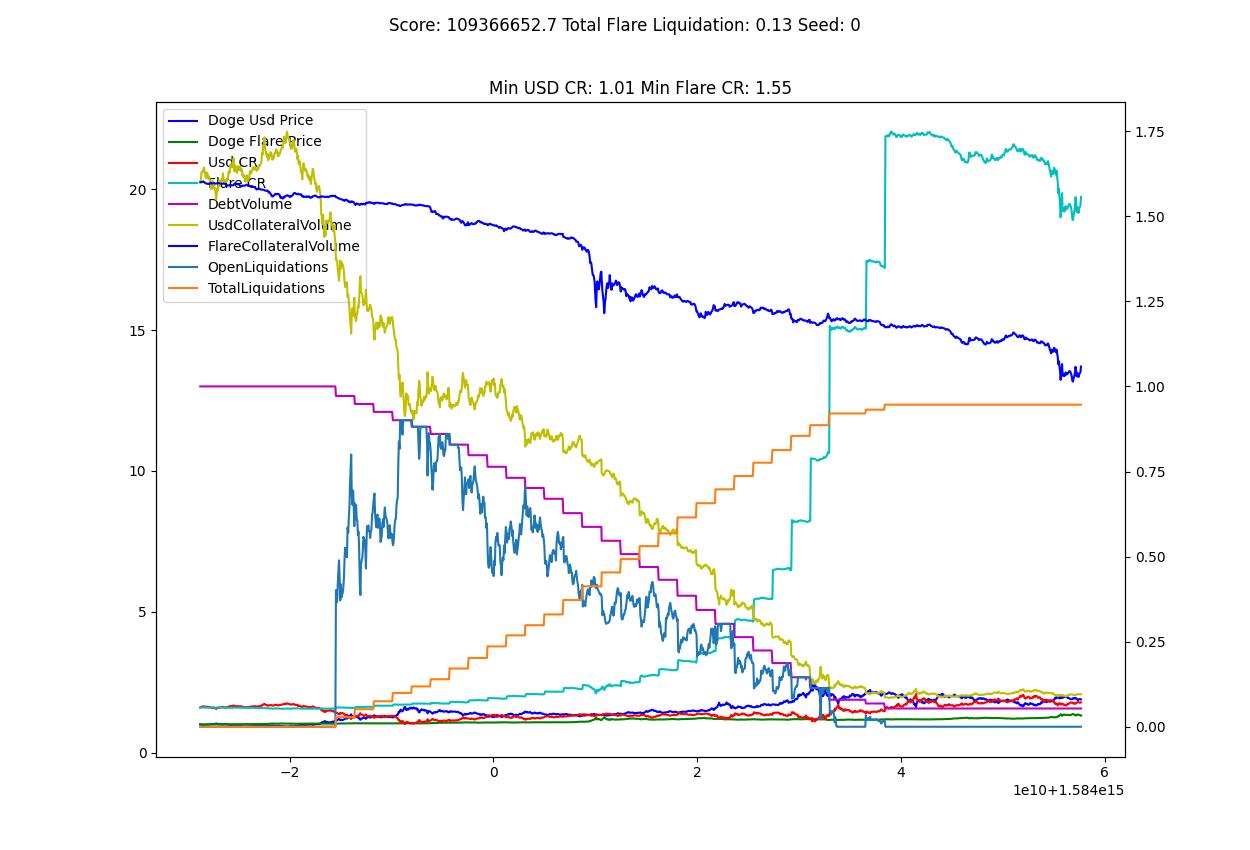 Score: 109366652.7 Total Flare Liquidation: 0.13 Seed: 0
Min USD CR: 1.01 Min Flare CR: 1.55
Doge Usd Price
Doge Flare Price
Usd CR
Flare CR
DebtVolume
UsdCollateralVolume
FlareCollateralVolume
OpenLiquidations
TotalLiquidations
20
15
10
5
0
1.75
1.50
1.25
1.00
0.75
0.50
0.25
0.00
−2 0 2 4 6
1e10+1.584e15